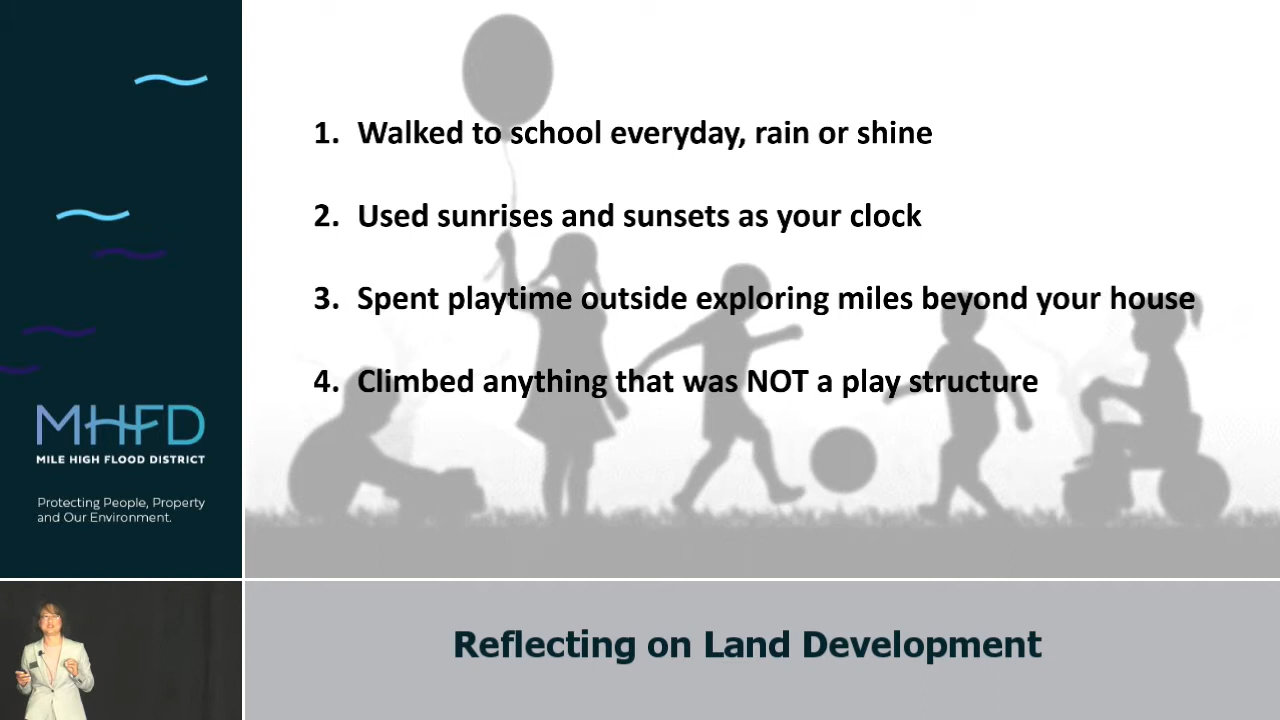 1. Walked to school everyday, rain or shine
2. Used sunrises and sunsets as your clock
3. Spent playtime outside exploring miles beyond your house
4. Climbed anything that was NOT a play structure
MHFD
MILE HIGH FLOOD DISTRICT
Protecting People, Property
and Our Environment.
Reflecting on Land Development